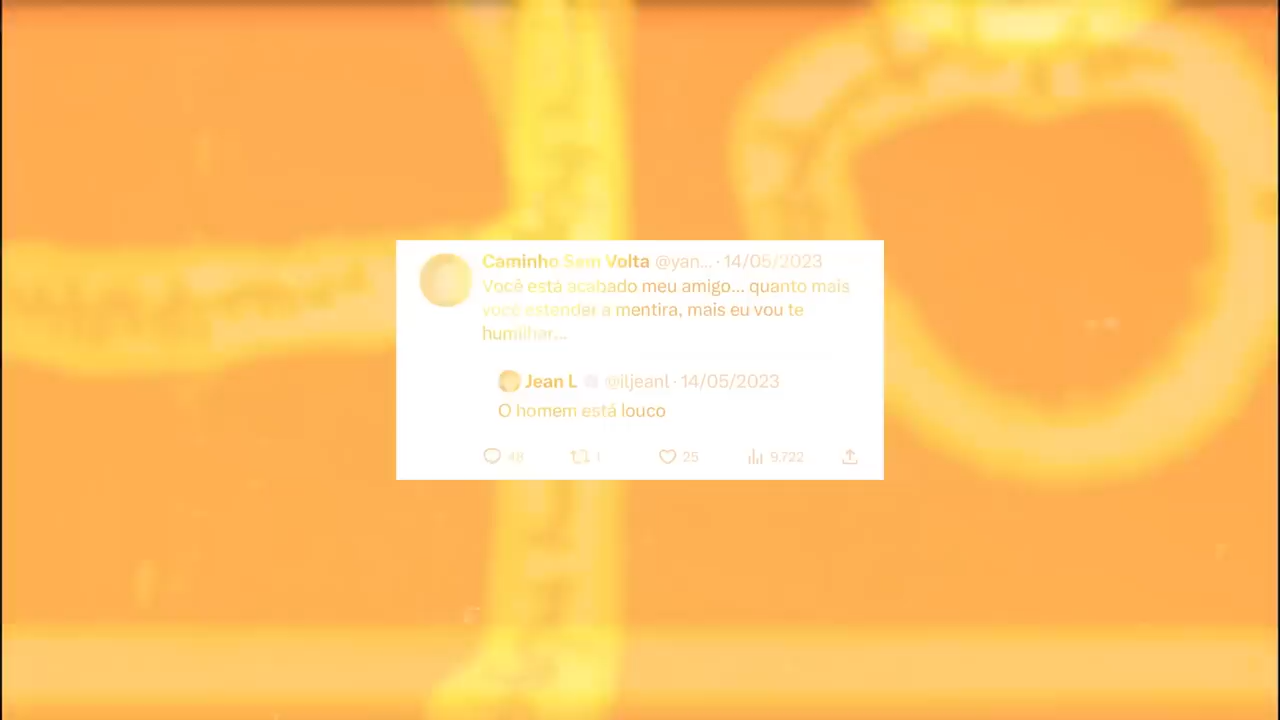 Caminho Sem Volta @yan... · 14/05/2023
Você está acabado meu amigo... quanto mais
você estender a mentira, mais eu vou te
humilhar...
Jean L @iljeanl · 14/05/2023
O homem está louco
48 1 25 9.722